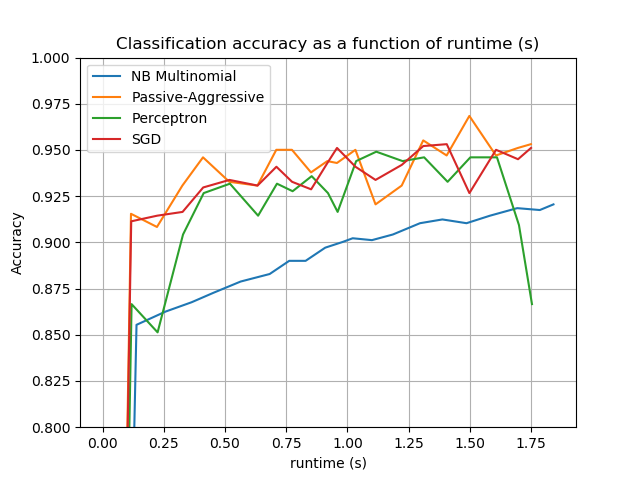 Classification accuracy as a function of runtime (s)
1.000
0.975
0.950
0.925
0.900
0.875
0.850
0.825
0.800
Accuracy
NB Multinomial
Passive-Aggressive
Perceptron
SGD
0.00 0.25 0.50 0.75 1.00 1.25 1.50 1.75
runtime (s)